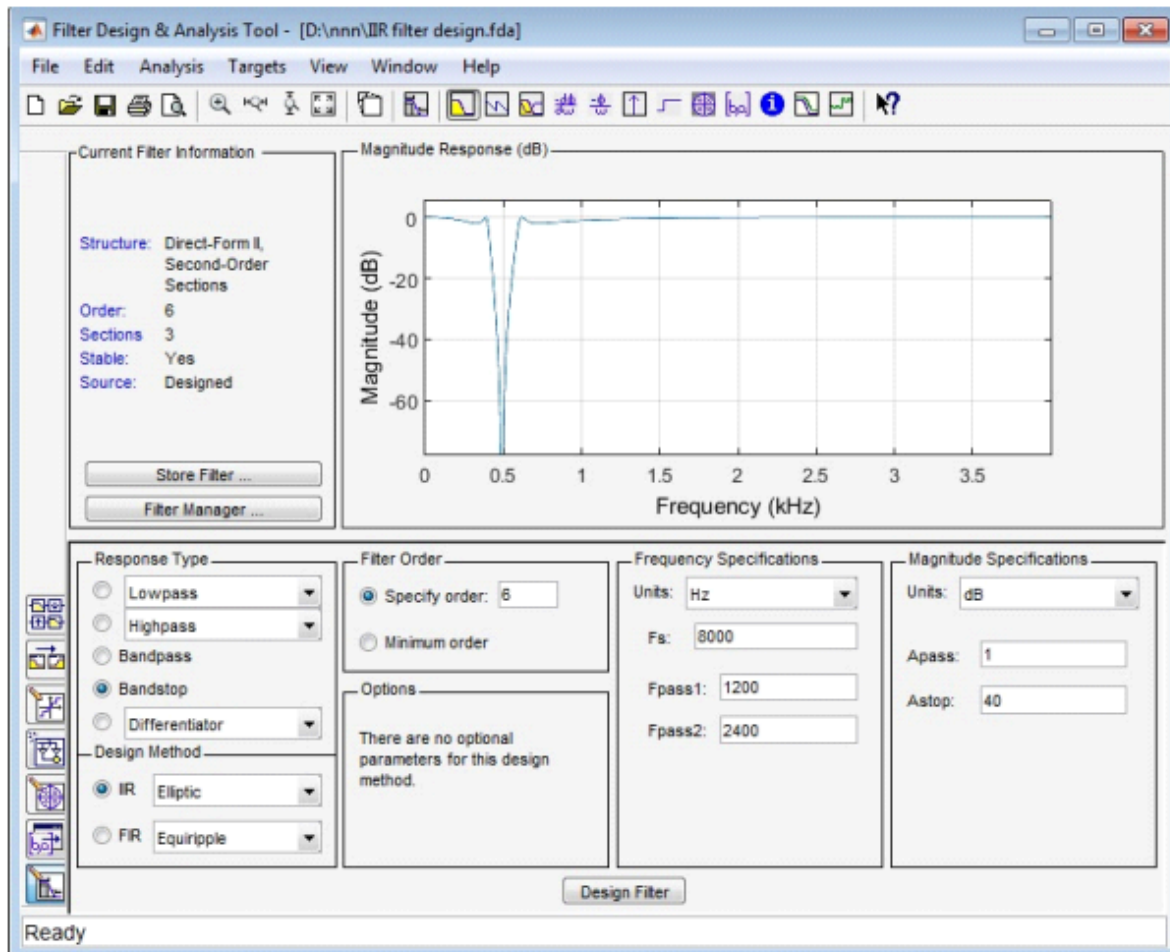 Filter Design & Analysis Tool - [D:\nnn\IIR filter design.fda]
File Edit Analysis Targets View Window Help
Current Filter Information
Structure: Direct-Form II,
Second-Order
Sections
Order: 6
Sections 3
Stable: Yes
Source: Designed
Store Filter ...
Filter Manager ...
Magnitude Response (dB)
Magnitude (dB)
0
-20
-40
-60
0 0.5 1 1.5 2 2.5 3 3.5
Frequency (kHz)
Response Type
Lowpass
Highpass
Bandpass
Bandstop
Differentiator
Design Method
IIR Elliptic
FIR Equiripple
Filter Order
Specify order: 6
Minimum order
Options
There are no optional
parameters for this design
method.
Frequency Specifications
Units: Hz
Fs: 8000
Fpass1: 1200
Fpass2: 2400
Magnitude Specifications
Units: dB
Apass: 1
Astop: 40
Design Filter
Ready